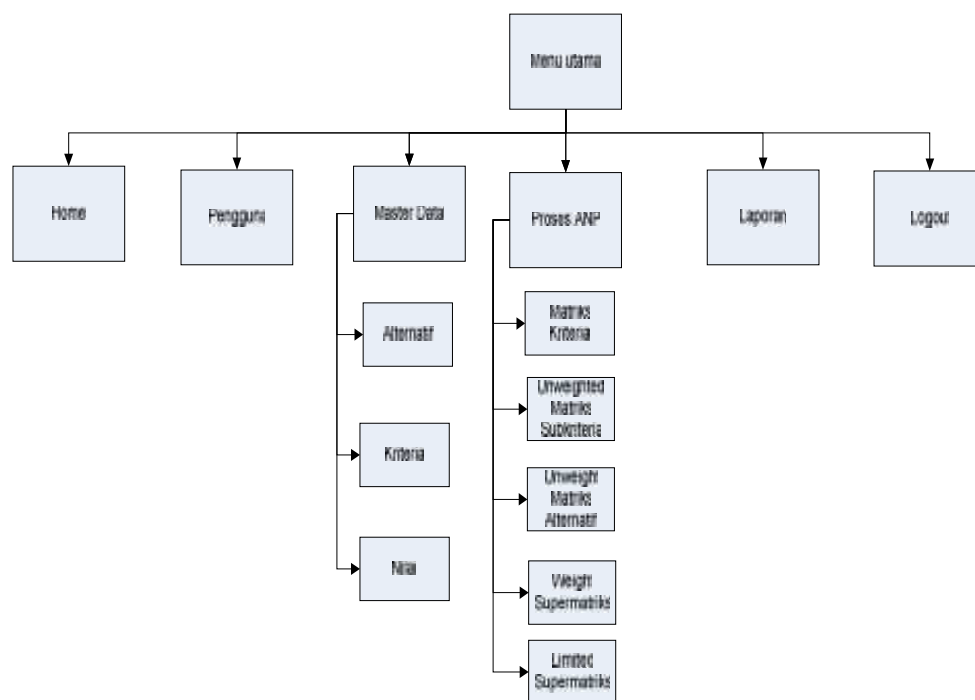 Menu utama
Home
Pengguna
Master Data
Proses ANP
Laporan
Logout
Alternatif
Kriteria
Nilai
Matriks
Kriteria
Unweighted
Matriks
Subkriteria
Unweight
Matriks
Alternatif
Weight
Supermatriks
Limited
Supermatriks